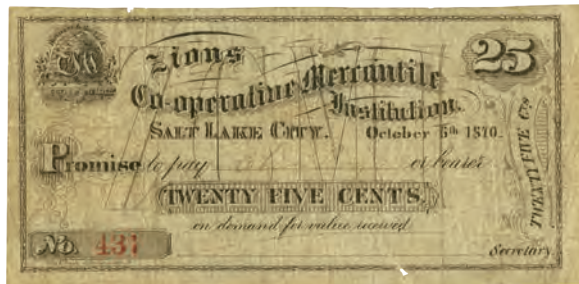 Zions
Co-operative Mercantile
Institution.
25
SALT LAKE CITY. October 5th 1870.
Promise to pay or bearer
TWENTY FIVE CENTS.
on demand for value received
No. 431
Secretary
TWENTY FIVE Cts